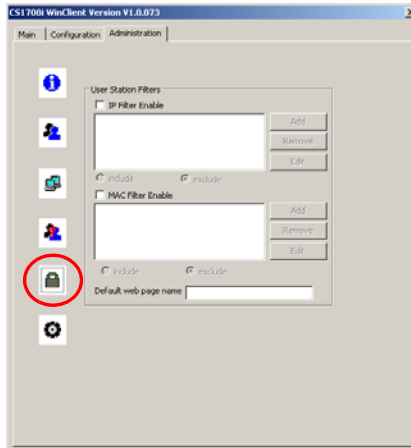 CS1708i WinClient Version V1.0.073
Main Configuration Administration
User Station Filters
IP Filter Enable
Add
Remove
Edit
include exclude
MAC Filter Enable
Add
Remove
Edit
include exclude
Default web page name